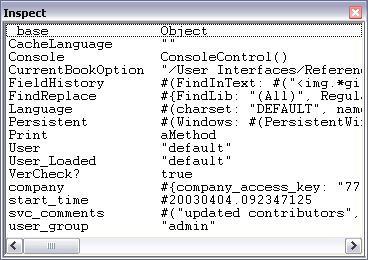 Inspect
_base Object
CacheLanguage ""
Console ConsoleControl()
CurrentBookOption "/User Interfaces/Referen
FieldHistory #(FindInText: #("<img.*gi
FindReplace #{FindLib: "(All)", Regul
Language #(charset: "DEFAULT", nam
Persistent #(Windows: #(PersistentWin
Print aMethod
User "default"
User_Loaded "default"
VerCheck? true
company #{company_access_key: "77
start_time #20030404.092347125
svc_comments #("updated contributors",
user_group "admin"